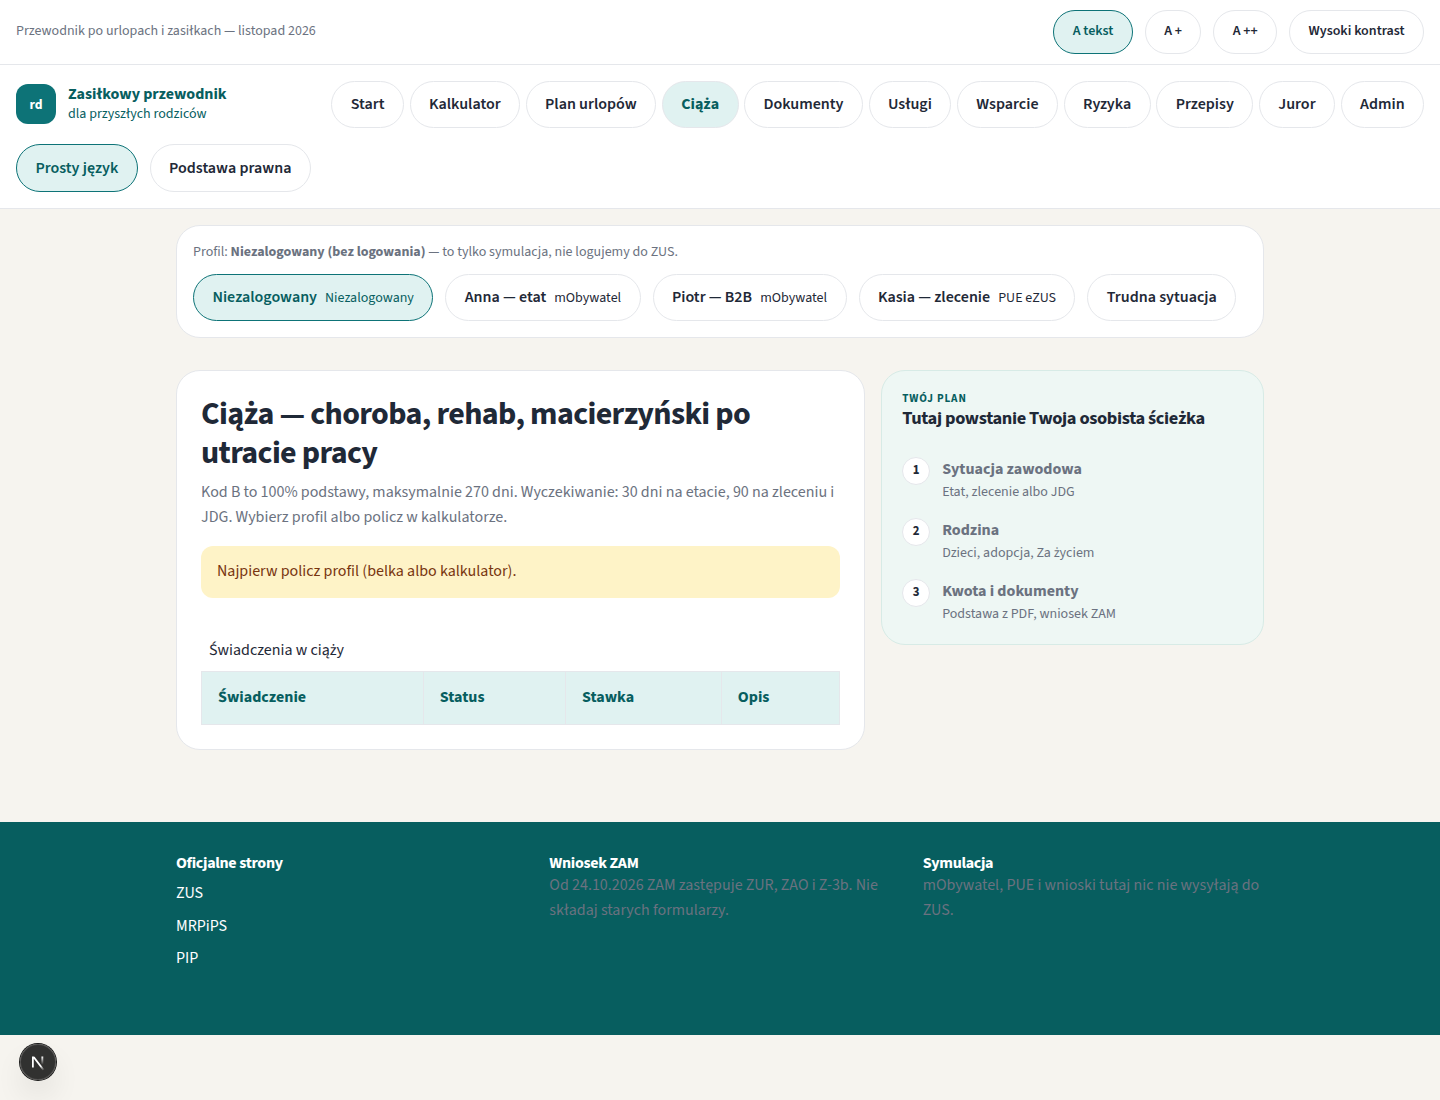 Przewodnik po urlopach i zasiłkach — listopad 2026
A tekst
A +
A ++
Wysoki kontrast
rd
Zasiłkowy przewodnik
dla przyszłych rodziców
Start
Kalkulator
Plan urlopów
Ciąża
Dokumenty
Usługi
Wsparcie
Ryzyka
Przepisy
Juror
Admin
Prosty język
Podstawa prawna
Profil: Niezalogowany (bez logowania) — to tylko symulacja, nie logujemy do ZUS.
Niezalogowany Niezalogowany
Anna — etat mObywatel
Piotr — B2B mObywatel
Kasia — zlecenie PUE eZUS
Trudna sytuacja
Ciąża — choroba, rehab, macierzyński po
utracie pracy
Kod B to 100% podstawy, maksymalnie 270 dni. Wyczekiwanie: 30 dni na etacie, 90 na zleceniu i
JDG. Wybierz profil albo policz w kalkulatorze.
Najpierw policz profil (belka albo kalkulator).
Świadczenia w ciąży
Świadczenie
Status
Stawka
Opis
TWÓJ PLAN
Tutaj powstanie Twoja osobista ścieżka
1
Sytuacja zawodowa
Etat, zlecenie albo JDG
2
Rodzina
Dzieci, adopcja, Za życiem
3
Kwota i dokumenty
Podstawa z PDF, wniosek ZAM
Oficjalne strony
ZUS
MRPiPS
PIP
Wniosek ZAM
Od 24.10.2026 ZAM zastępuje ZUR, ZAO i Z-3b. Nie
składaj starych formularzy.
Symulacja
mObywatel, PUE i wnioski tutaj nic nie wysyłają do
ZUS.
N